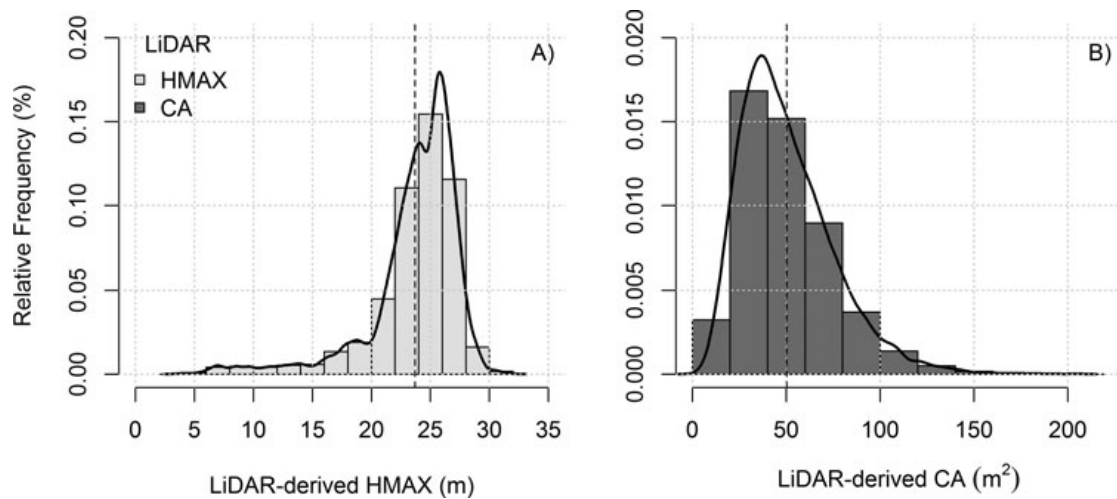 LiDAR
HMAX
CA
A)
Relative Frequency (%)
0.00 0.05 0.10 0.15 0.20
0 5 10 15 20 25 30 35
LiDAR-derived HMAX (m)
B)
0.000 0.005 0.010 0.015 0.020
0 50 100 150 200
LiDAR-derived CA (m²)